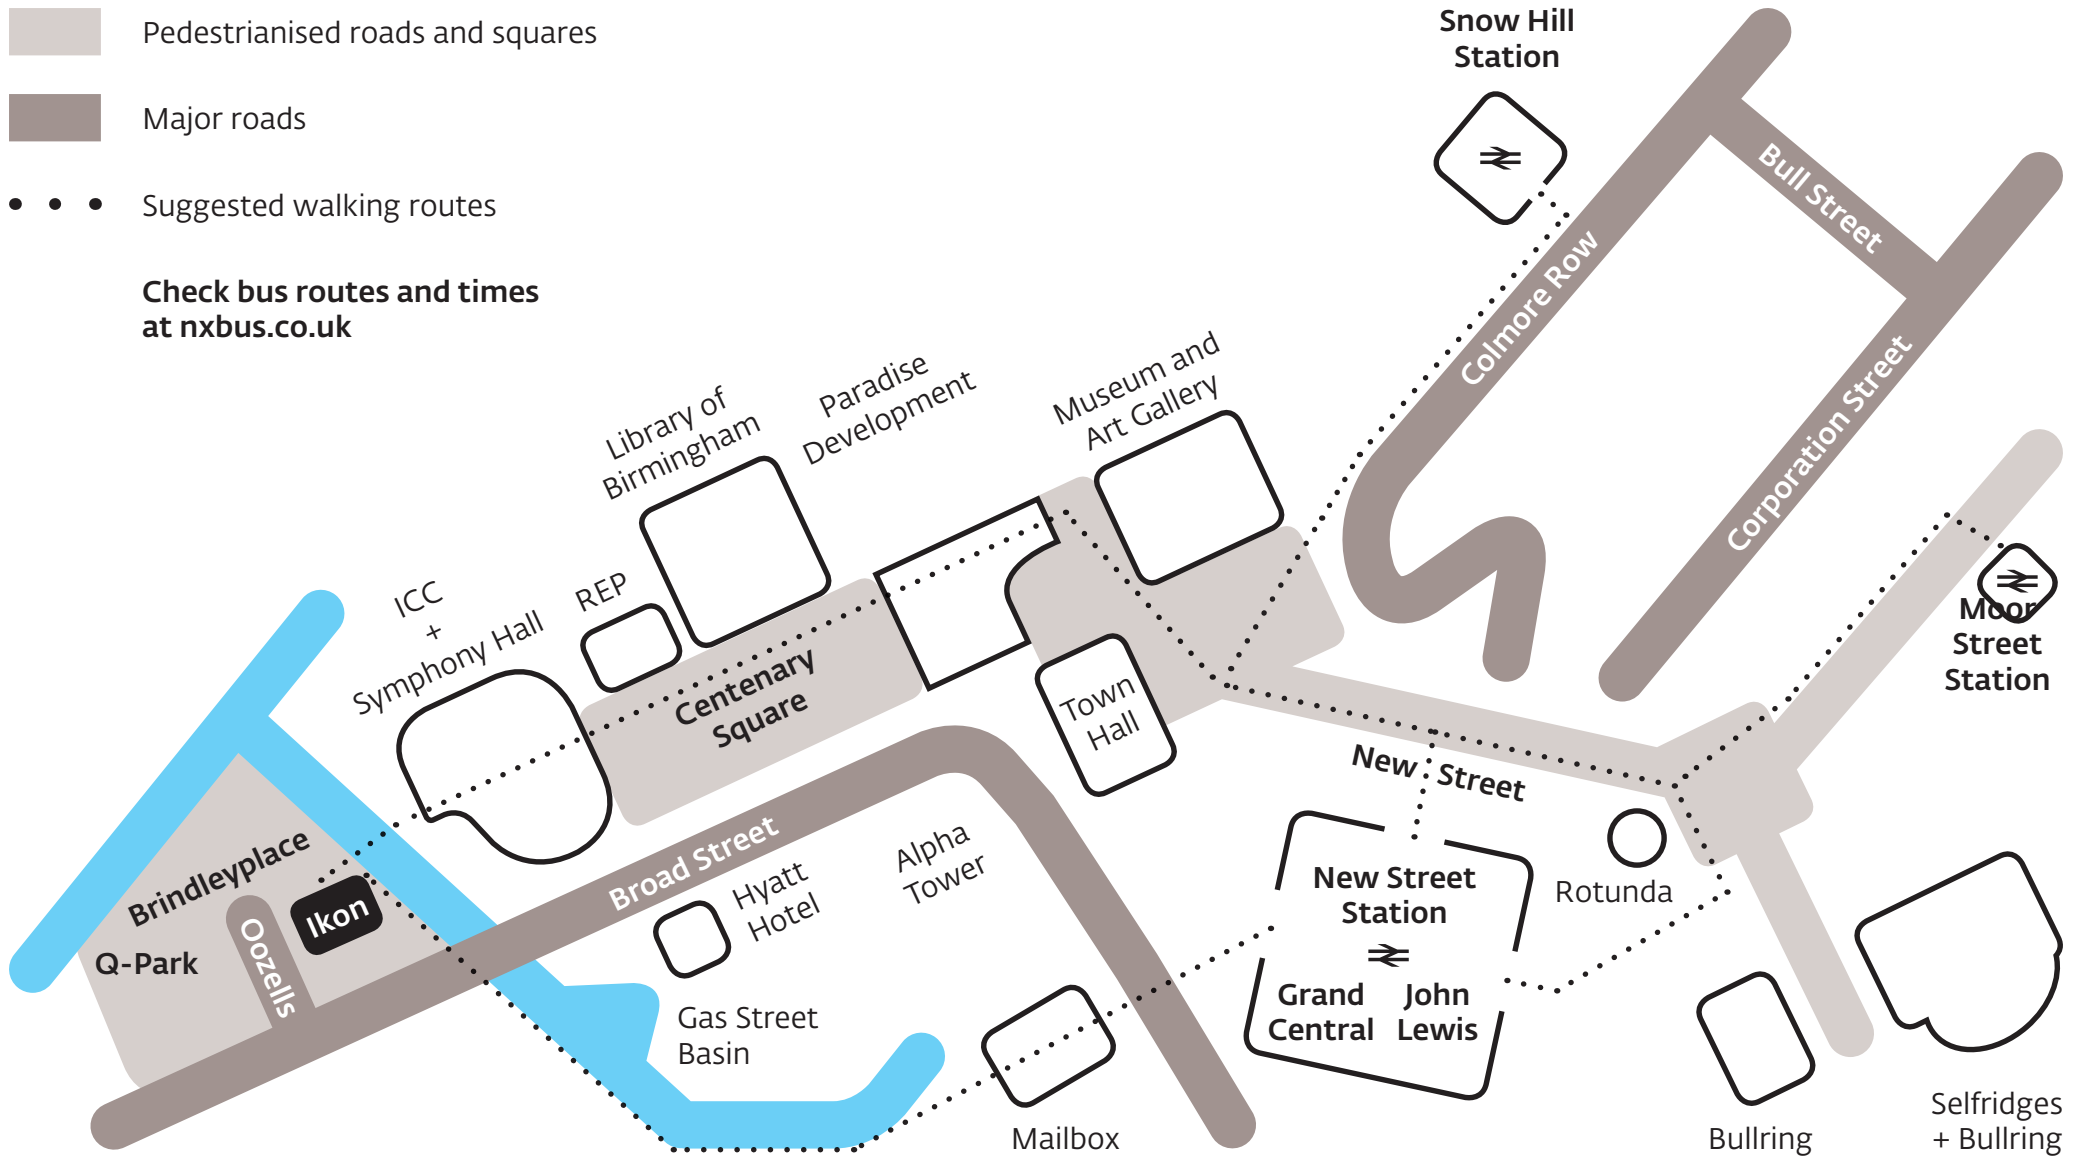 Pedestrianised roads and squares
Major roads
Suggested walking routes
Check bus routes and times
at nxbus.co.uk
Snow Hill
Station
Bull Street
Colmore Row
Corporation Street
Museum and
Art Gallery
Paradise
Development
Library of
Birmingham
REP
ICC
+
Symphony Hall
Centenary
Square
Town
Hall
Moor
Street
Station
New Street
Brindleyplace
Ikon
Oozells
Q-Park
Broad Street
Hyatt
Hotel
Alpha
Tower
Gas Street
Basin
Mailbox
New Street
Station
Grand
Central
John
Lewis
Rotunda
Bullring
Selfridges
+ Bullring